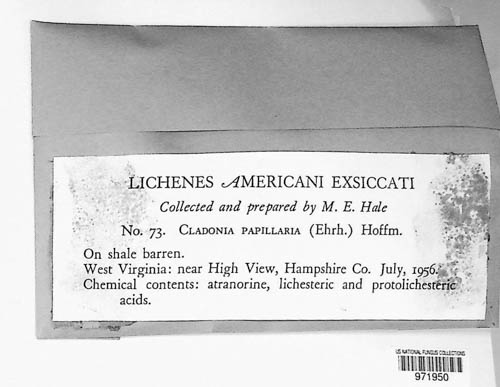 LICHENES AMERICANI EXSICCATI
Collected and prepared by M. E. Hale
No. 73. CLADONIA PAPILLARIA (Ehrh.) Hoffm.
On shale barren.
West Virginia: near High View, Hampshire Co. July, 1956.
Chemical contents: atranorine, lichesteric and protolichesteric
acids.
US NATIONAL FUNGUS COLLECTIONS
971950